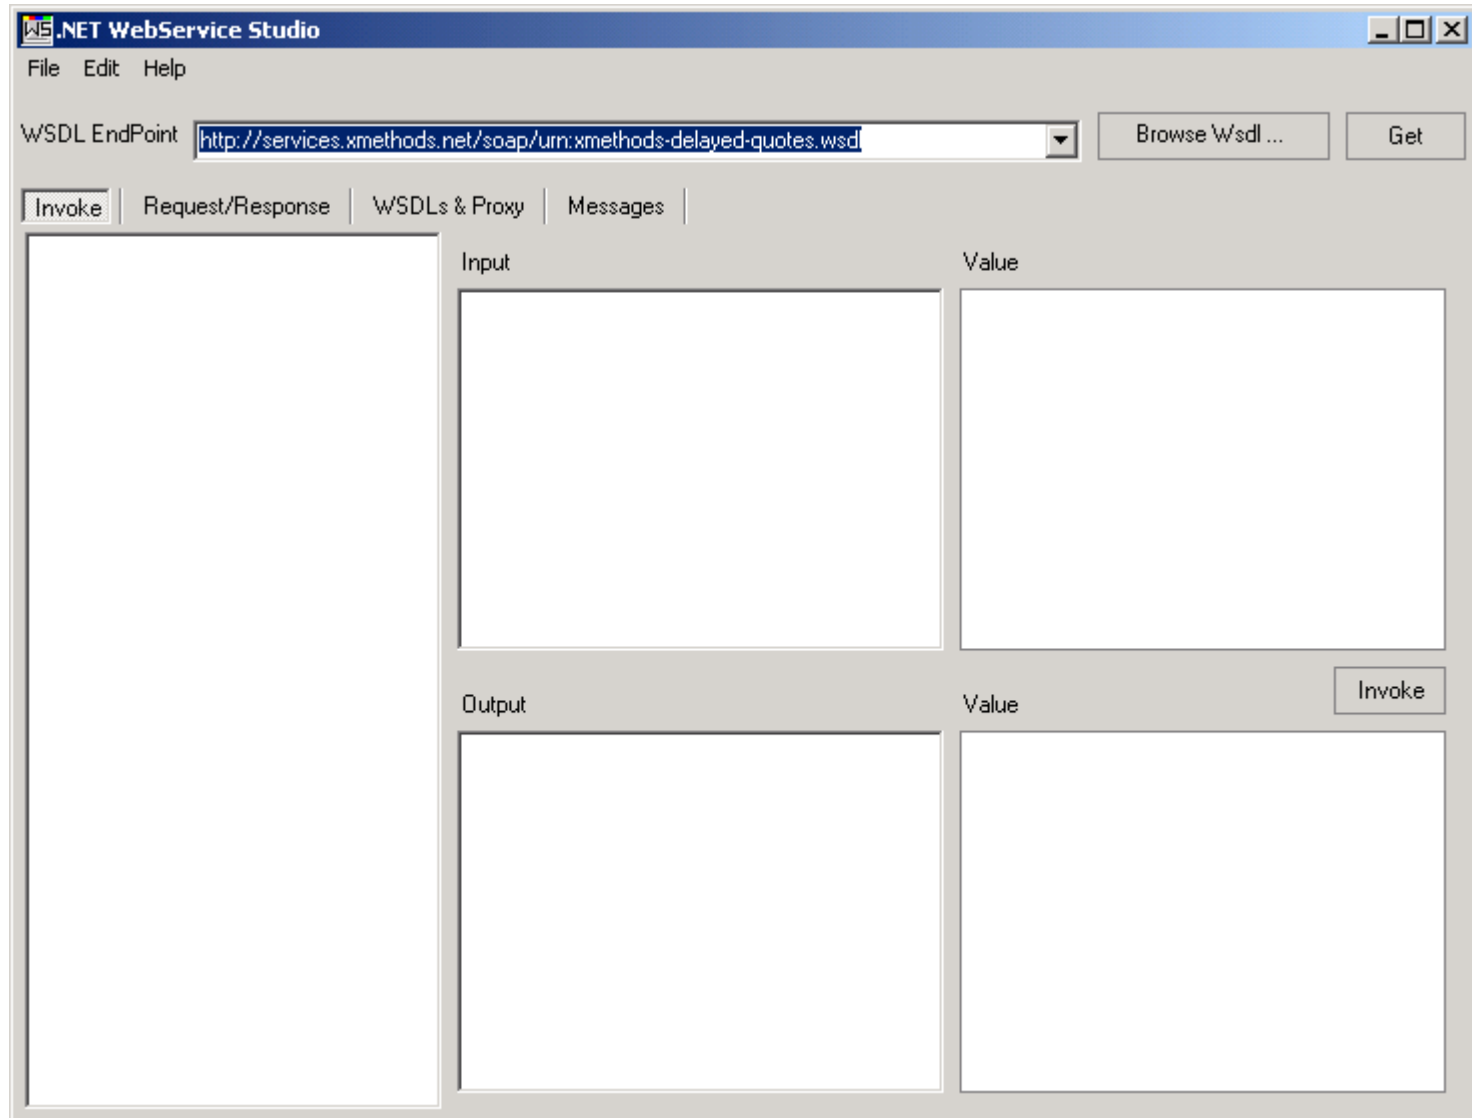 WS .NET WebService Studio
File Edit Help
WSDL EndPoint http://services.xmethods.net/soap/urn:xmethods-delayed-quotes.wsdl Browse Wsdl ... Get
Invoke Request/Response WSDLs & Proxy Messages
Input Value
Output Value Invoke